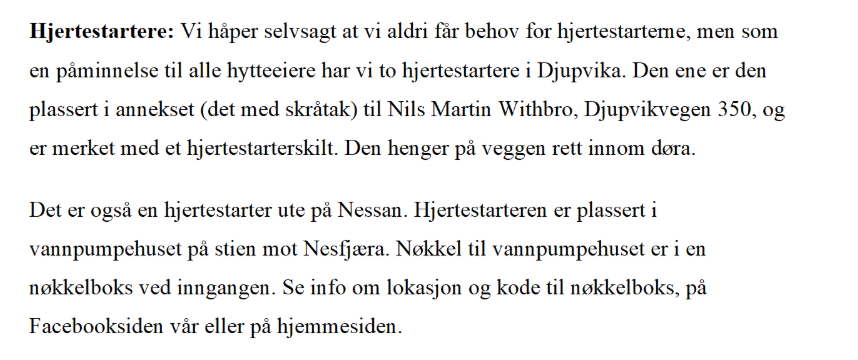 Hjertestartere: Vi håper selvsagt at vi aldri får behov for hjertestarterne, men som
en påminnelse til alle hytteeiere har vi to hjertestartere i Djupvika. Den ene er den
plassert i annekset (det med skråtak) til Nils Martin Withbro, Djupvikvegen 350, og
er merket med et hjertestarterskilt. Den henger på veggen rett innom døra.
Det er også en hjertestarter ute på Nessan. Hjertestarteren er plassert i
vannpumpehuset på stien mot Nesfjæra. Nøkkel til vannpumpehuset er i en
nøkkelboks ved inngangen. Se info om lokasjon og kode til nøkkelboks, på
Facebooksiden vår eller på hjemmesiden.